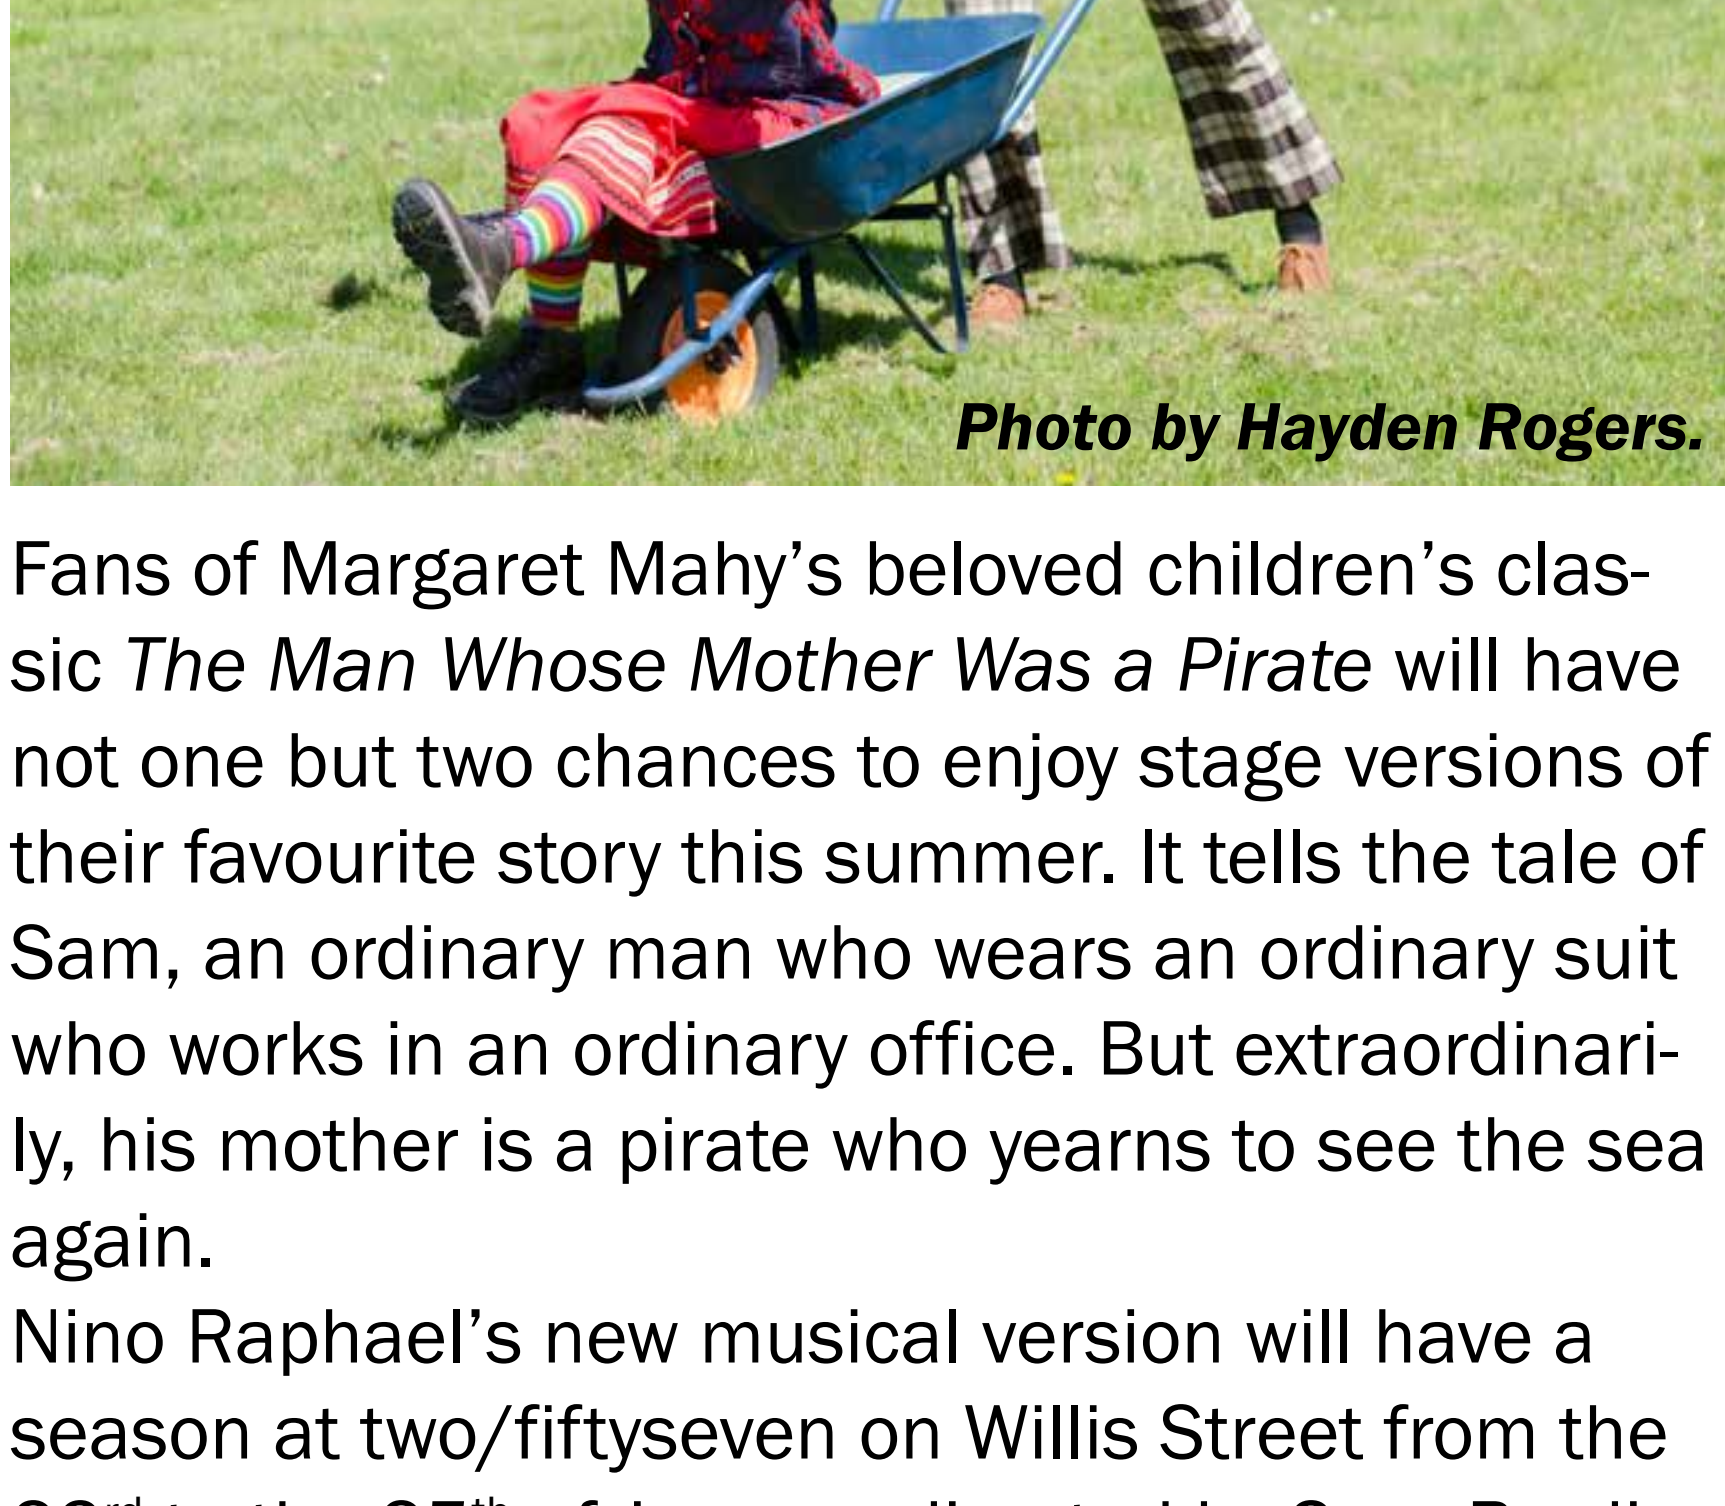 Photo by Hayden Rogers.
Fans of Margaret Mahy’s beloved children’s clas-
sic The Man Whose Mother Was a Pirate will have
not one but two chances to enjoy stage versions of
their favourite story this summer. It tells the tale of
Sam, an ordinary man who wears an ordinary suit
who works in an ordinary office. But extraordinari-
ly, his mother is a pirate who yearns to see the sea
again.
Nino Raphael’s new musical version will have a
season at two/fiftyseven on Willis Street from the